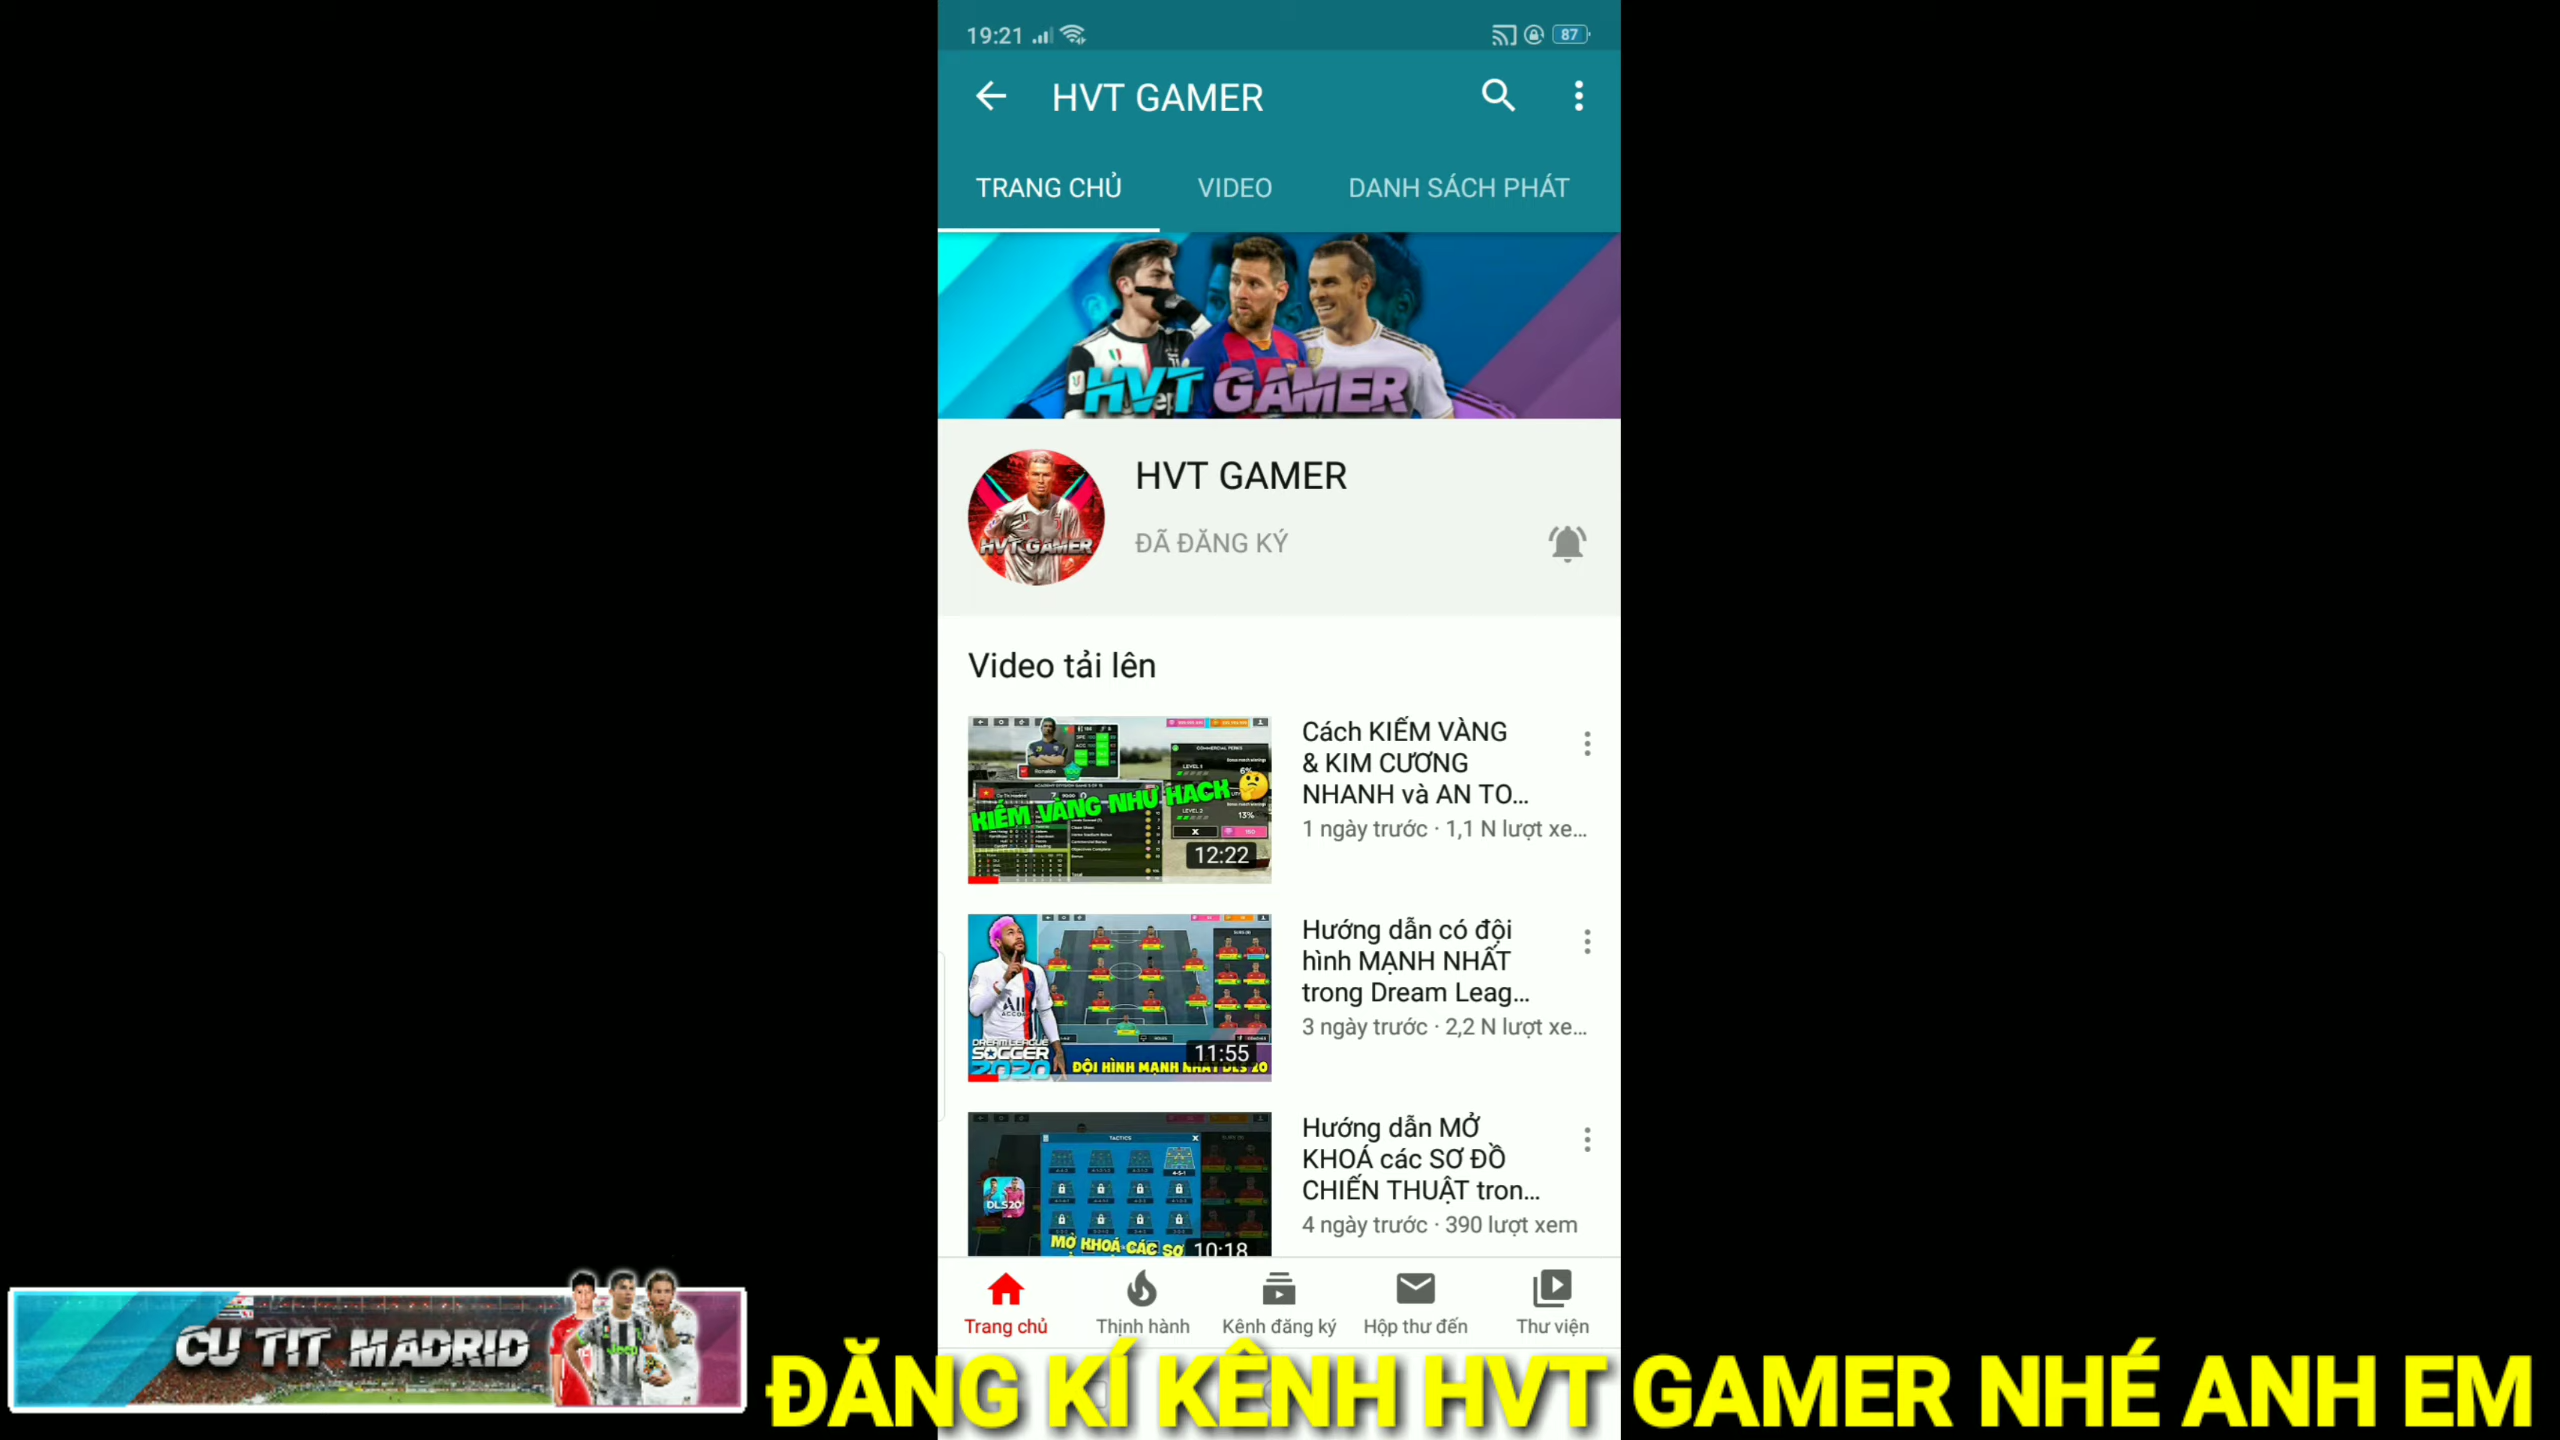 19:21
87
HVT GAMER
TRANG CHỦ
VIDEO
DANH SÁCH PHÁT
HVT GAMER
HVT GAMER
HVT GAMER
ĐÃ ĐĂNG KÝ
Video tải lên
KIẾM VÀNG NHƯ HACK
12:22
Cách KIẾM VÀNG
& KIM CƯƠNG
NHANH và AN TO...
1 ngày trước · 1,1 N lượt xe...
DREAM LEAGUE
SOCCER
2020
ĐỘI HÌNH MẠNH NHẤT DLS 20
11:55
Hướng dẫn có đội
hình MẠNH NHẤT
trong Dream Leag...
3 ngày trước · 2,2 N lượt xe...
TACTICS
DLS20
MỞ KHOÁ CÁC SƠ
10:18
Hướng dẫn MỞ
KHOÁ các SƠ ĐỒ
CHIẾN THUẬT tron...
4 ngày trước · 390 lượt xem
Trang chủ
Thịnh hành
Kênh đăng ký
Hộp thư đến
Thư viện
CU TIT MADRID
ĐĂNG KÍ KÊNH HVT GAMER NHÉ ANH EM